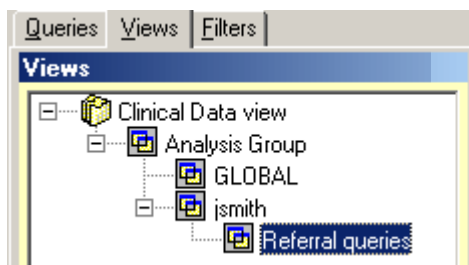 Queries Views Filters
Views
Clinical Data view
Analysis Group
GLOBAL
jsmith
Referral queries